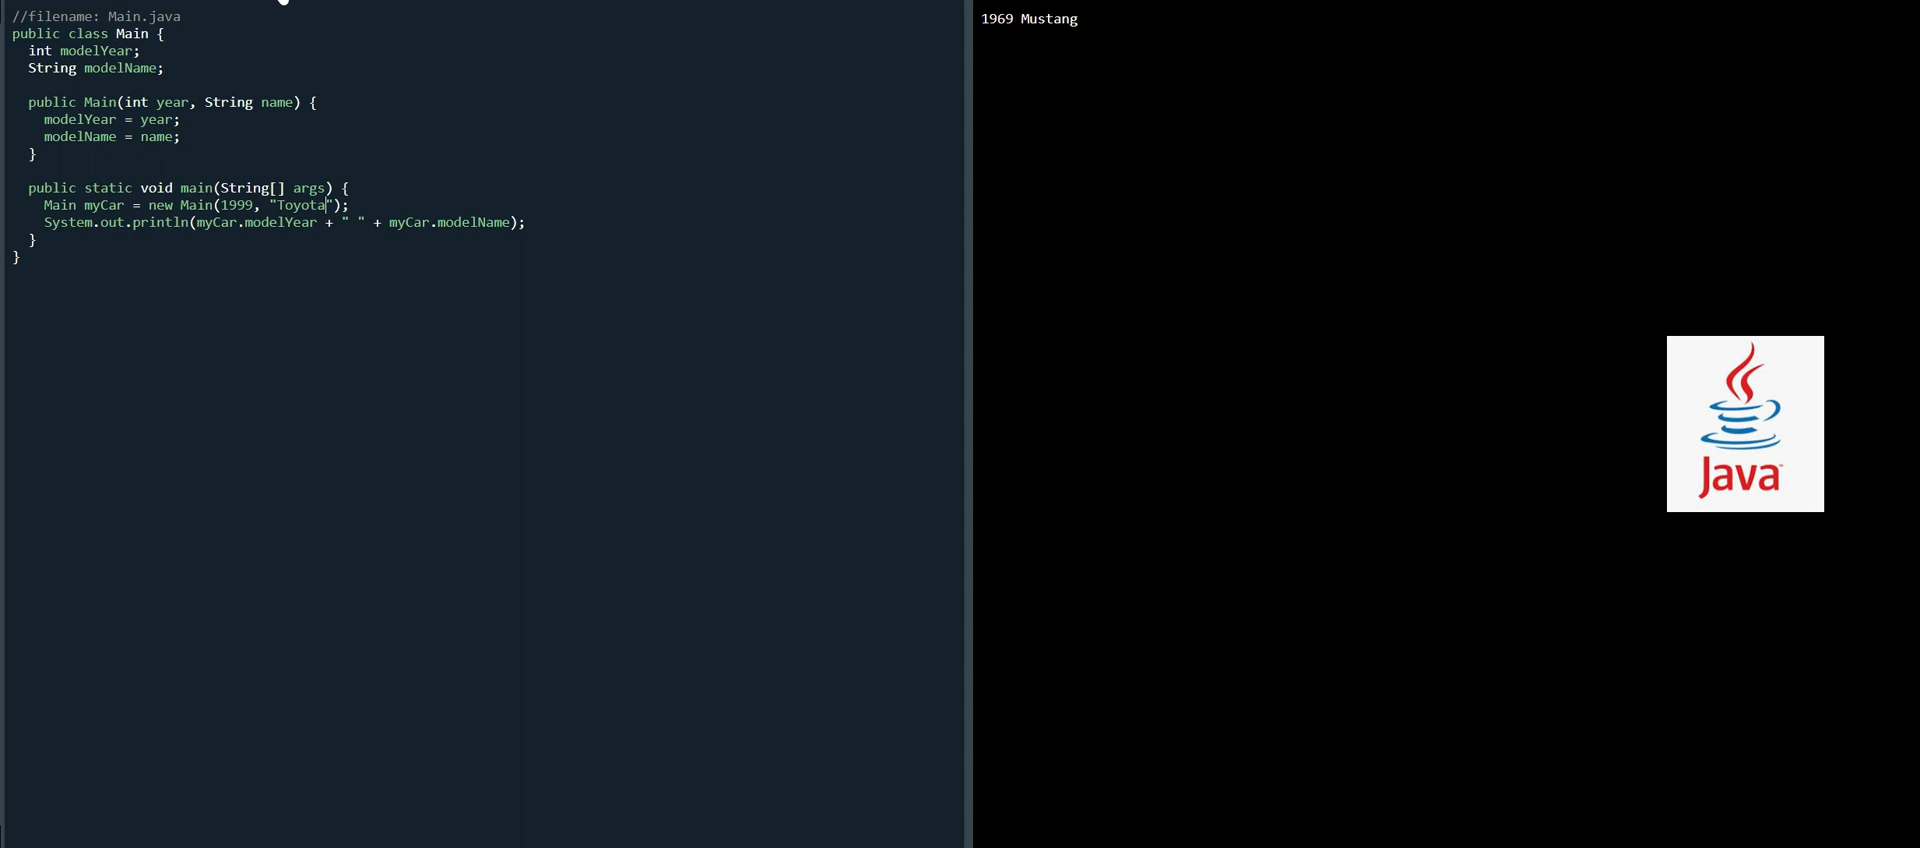 //filename: Main.java
public class Main {
  int modelYear;
  String modelName;

  public Main(int year, String name) {
    modelYear = year;
    modelName = name;
  }

  public static void main(String[] args) {
    Main myCar = new Main(1999, "Toyota");
    System.out.println(myCar.modelYear + " " + myCar.modelName);
  }
}
1969 Mustang
Java™